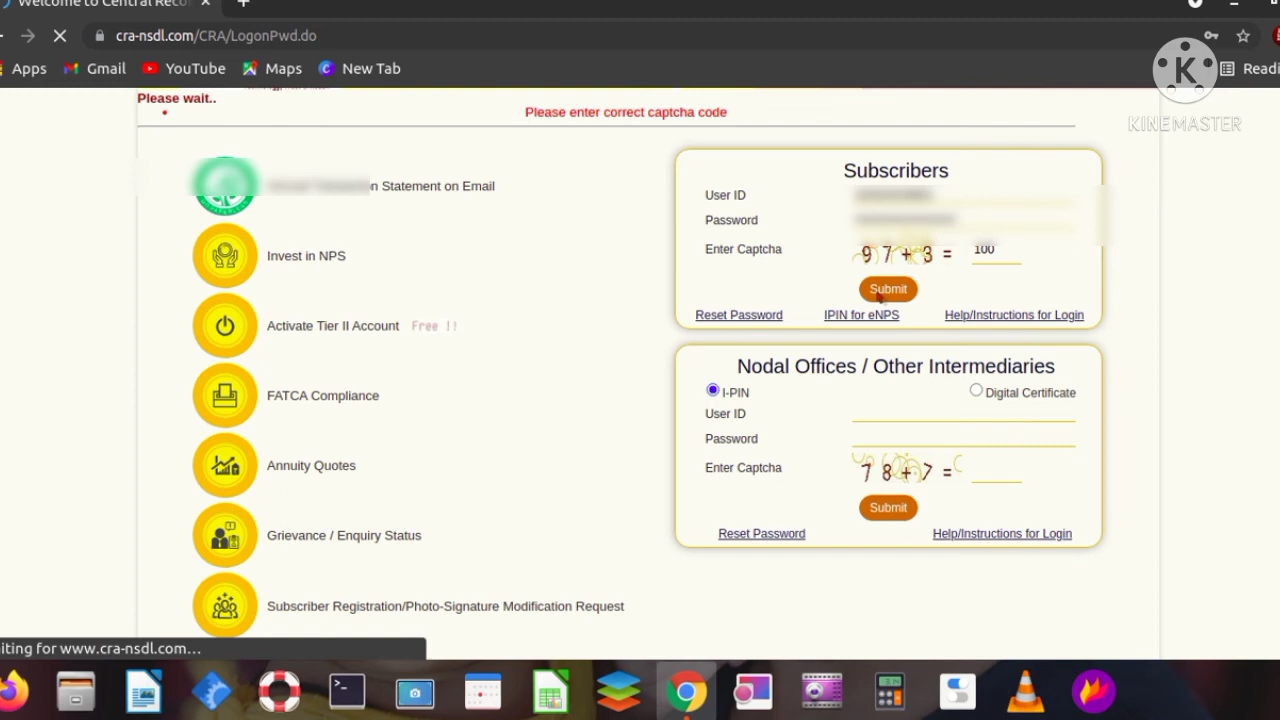 Welcome to Central Reco
cra-nsdl.com/CRA/LogonPwd.do
Apps Gmail YouTube Maps New Tab Readi
KINEMASTER
Please wait..
Please enter correct captcha code
n Statement on Email
Invest in NPS
Activate Tier II Account Free !!
FATCA Compliance
Annuity Quotes
Grievance / Enquiry Status
Subscriber Registration/Photo-Signature Modification Request
Subscribers
User ID
Password
Enter Captcha 97+3= 100
Submit
Reset Password IPIN for eNPS Help/Instructions for Login
Nodal Offices / Other Intermediaries
I-PIN Digital Certificate
User ID
Password
Enter Captcha 78+7=
Submit
Reset Password Help/Instructions for Login
iting for www.cra-nsdl.com...